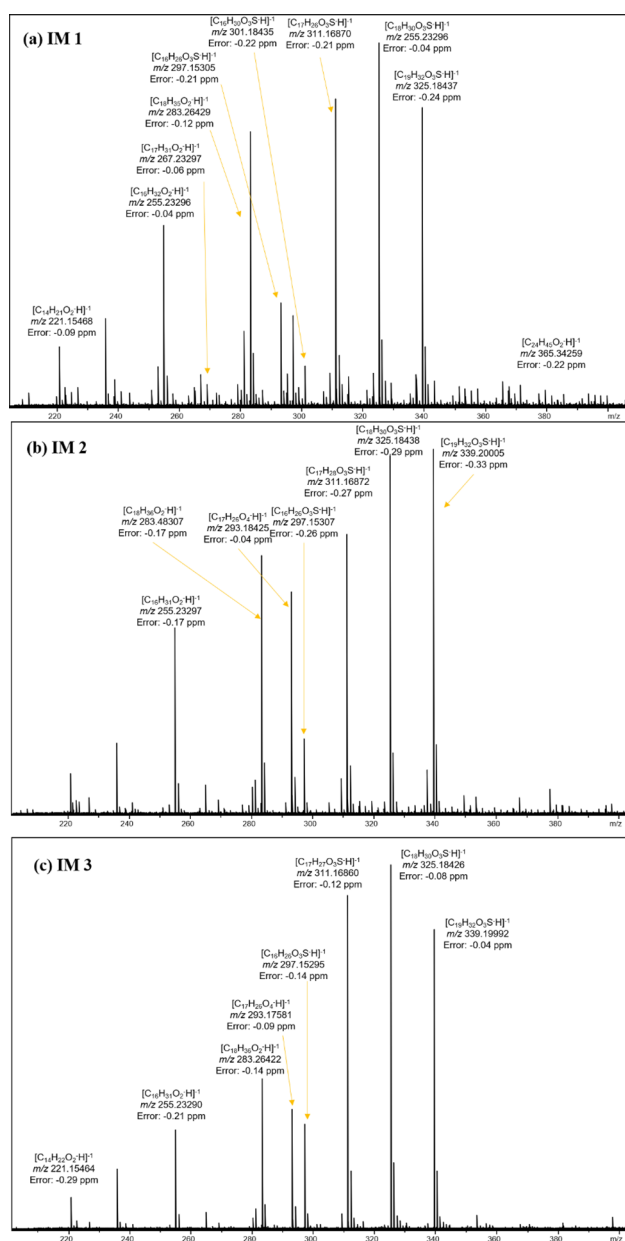 (a) IM 1
[C16H30O3S·H]-1
m/z 301.18435
Error: -0.22 ppm
[C17H26O3S·H]-1
m/z 311.16870
Error: -0.21 ppm
[C18H30O3S·H]-1
m/z 255.23296
Error: -0.04 ppm
[C16H26O3S·H]-1
m/z 297.15305
Error: -0.21 ppm
[C19H32O3S·H]-1
m/z 325.18437
Error: -0.24 ppm
[C18H35O2·H]-1
m/z 283.26429
Error: -0.12 ppm
[C17H31O2·H]-1
m/z 267.23297
Error: -0.06 ppm
[C16H32O2·H]-1
m/z 255.23296
Error: -0.04 ppm
[C14H21O2·H]-1
m/z 221.15468
Error: -0.09 ppm
[C24H45O2·H]-1
m/z 365.34259
Error: -0.22 ppm
220 240 260 280 300 320 340 360 380 m/z
(b) IM 2
[C18H30O3S·H]-1
m/z 325.18438
Error: -0.29 ppm
[C19H32O3S·H]-1
m/z 339.20005
Error: -0.33 ppm
[C17H28O3S·H]-1
m/z 311.16872
Error: -0.27 ppm
[C18H36O2·H]-1
m/z 283.48307
Error: -0.17 ppm
[C17H26O4·H]-1
m/z 293.18425
Error: -0.04 ppm
[C16H26O3S·H]-1
m/z 297.15307
Error: -0.26 ppm
[C16H31O2·H]-1
m/z 255.23297
Error: -0.17 ppm
220 240 260 280 300 320 340 360 380 m/z
(c) IM 3
[C17H27O3S·H]-1
m/z 311.16860
Error: -0.12 ppm
[C18H30O3S·H]-1
m/z 325.18426
Error: -0.08 ppm
[C19H32O3S·H]-1
m/z 339.19992
Error: -0.04 ppm
[C16H26O3S·H]-1
m/z 297.15295
Error: -0.14 ppm
[C17H26O4·H]-1
m/z 293.17581
Error: -0.09 ppm
[C18H36O2·H]-1
m/z 283.26422
Error: -0.14 ppm
[C16H31O2·H]-1
m/z 255.23290
Error: -0.21 ppm
[C14H22O2·H]-1
m/z 221.15464
Error: -0.29 ppm
220 240 260 280 300 320 340 360 380 m/z